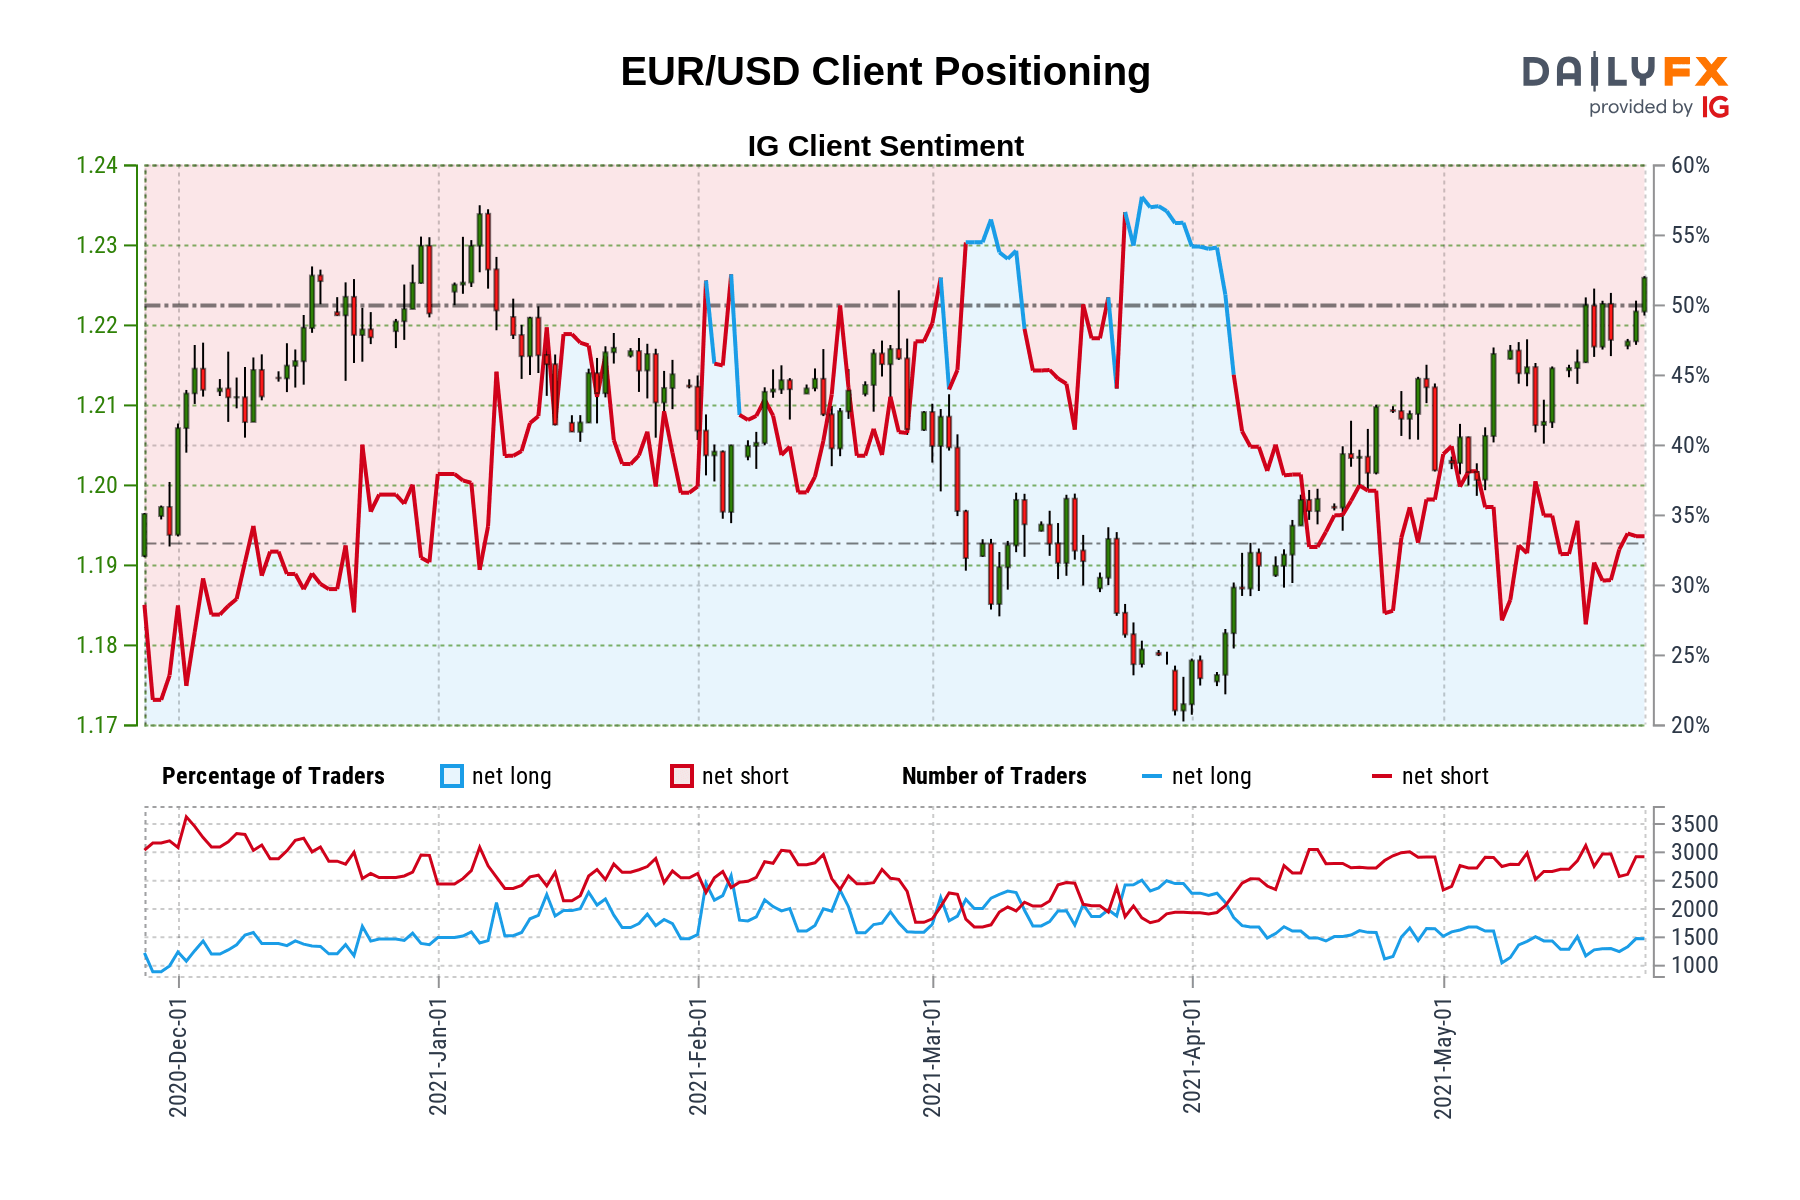 EUR/USD Client Positioning
DAILYFX
provided by IG
IG Client Sentiment
1.24
1.23
1.22
1.21
1.20
1.19
1.18
1.17
60%
55%
50%
45%
40%
35%
30%
25%
20%
Percentage of Traders net long net short Number of Traders net long net short
3500
3000
2500
2000
1500
1000
2020-Dec-01
2021-Jan-01
2021-Feb-01
2021-Mar-01
2021-Apr-01
2021-May-01